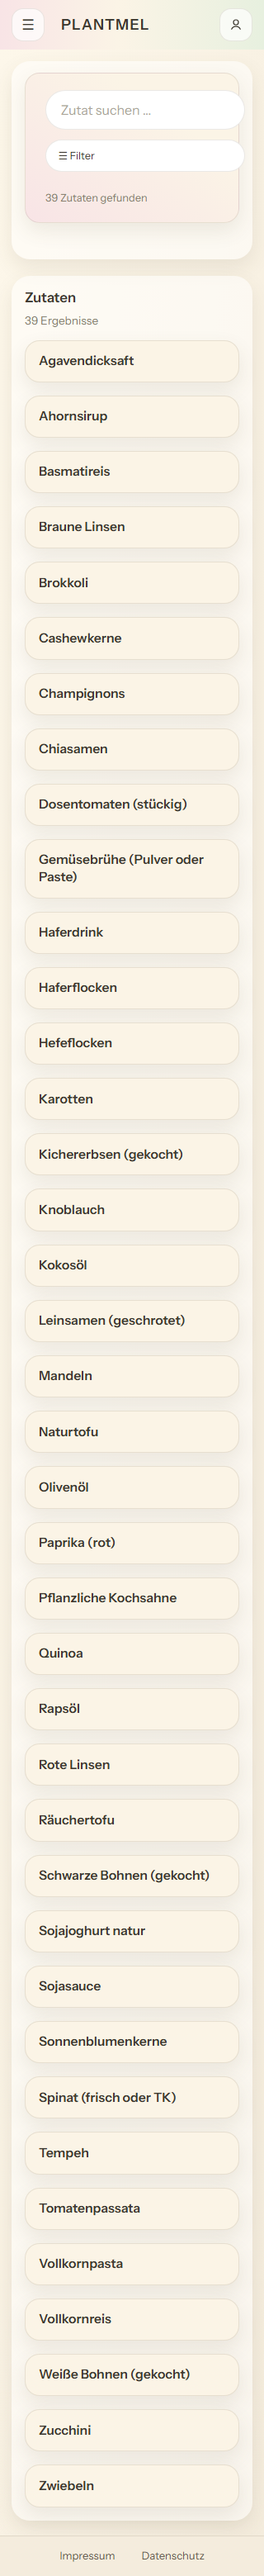 ☰ PLANTMEL
Zutat suchen ...
☰ Filter
39 Zutaten gefunden
Zutaten
39 Ergebnisse
Agavendicksaft
Ahornsirup
Basmatireis
Braune Linsen
Brokkoli
Cashewkerne
Champignons
Chiasamen
Dosentomaten (stückig)
Gemüsebrühe (Pulver oder
Paste)
Haferdrink
Haferflocken
Hefeflocken
Karotten
Kichererbsen (gekocht)
Knoblauch
Kokosöl
Leinsamen (geschrotet)
Mandeln
Naturtofu
Olivenöl
Paprika (rot)
Pflanzliche Kochsahne
Quinoa
Rapsöl
Rote Linsen
Räuchertofu
Schwarze Bohnen (gekocht)
Sojajoghurt natur
Sojasauce
Sonnenblumenkerne
Spinat (frisch oder TK)
Tempeh
Tomatenpassata
Vollkornpasta
Vollkornreis
Weiße Bohnen (gekocht)
Zucchini
Zwiebeln
Impressum Datenschutz